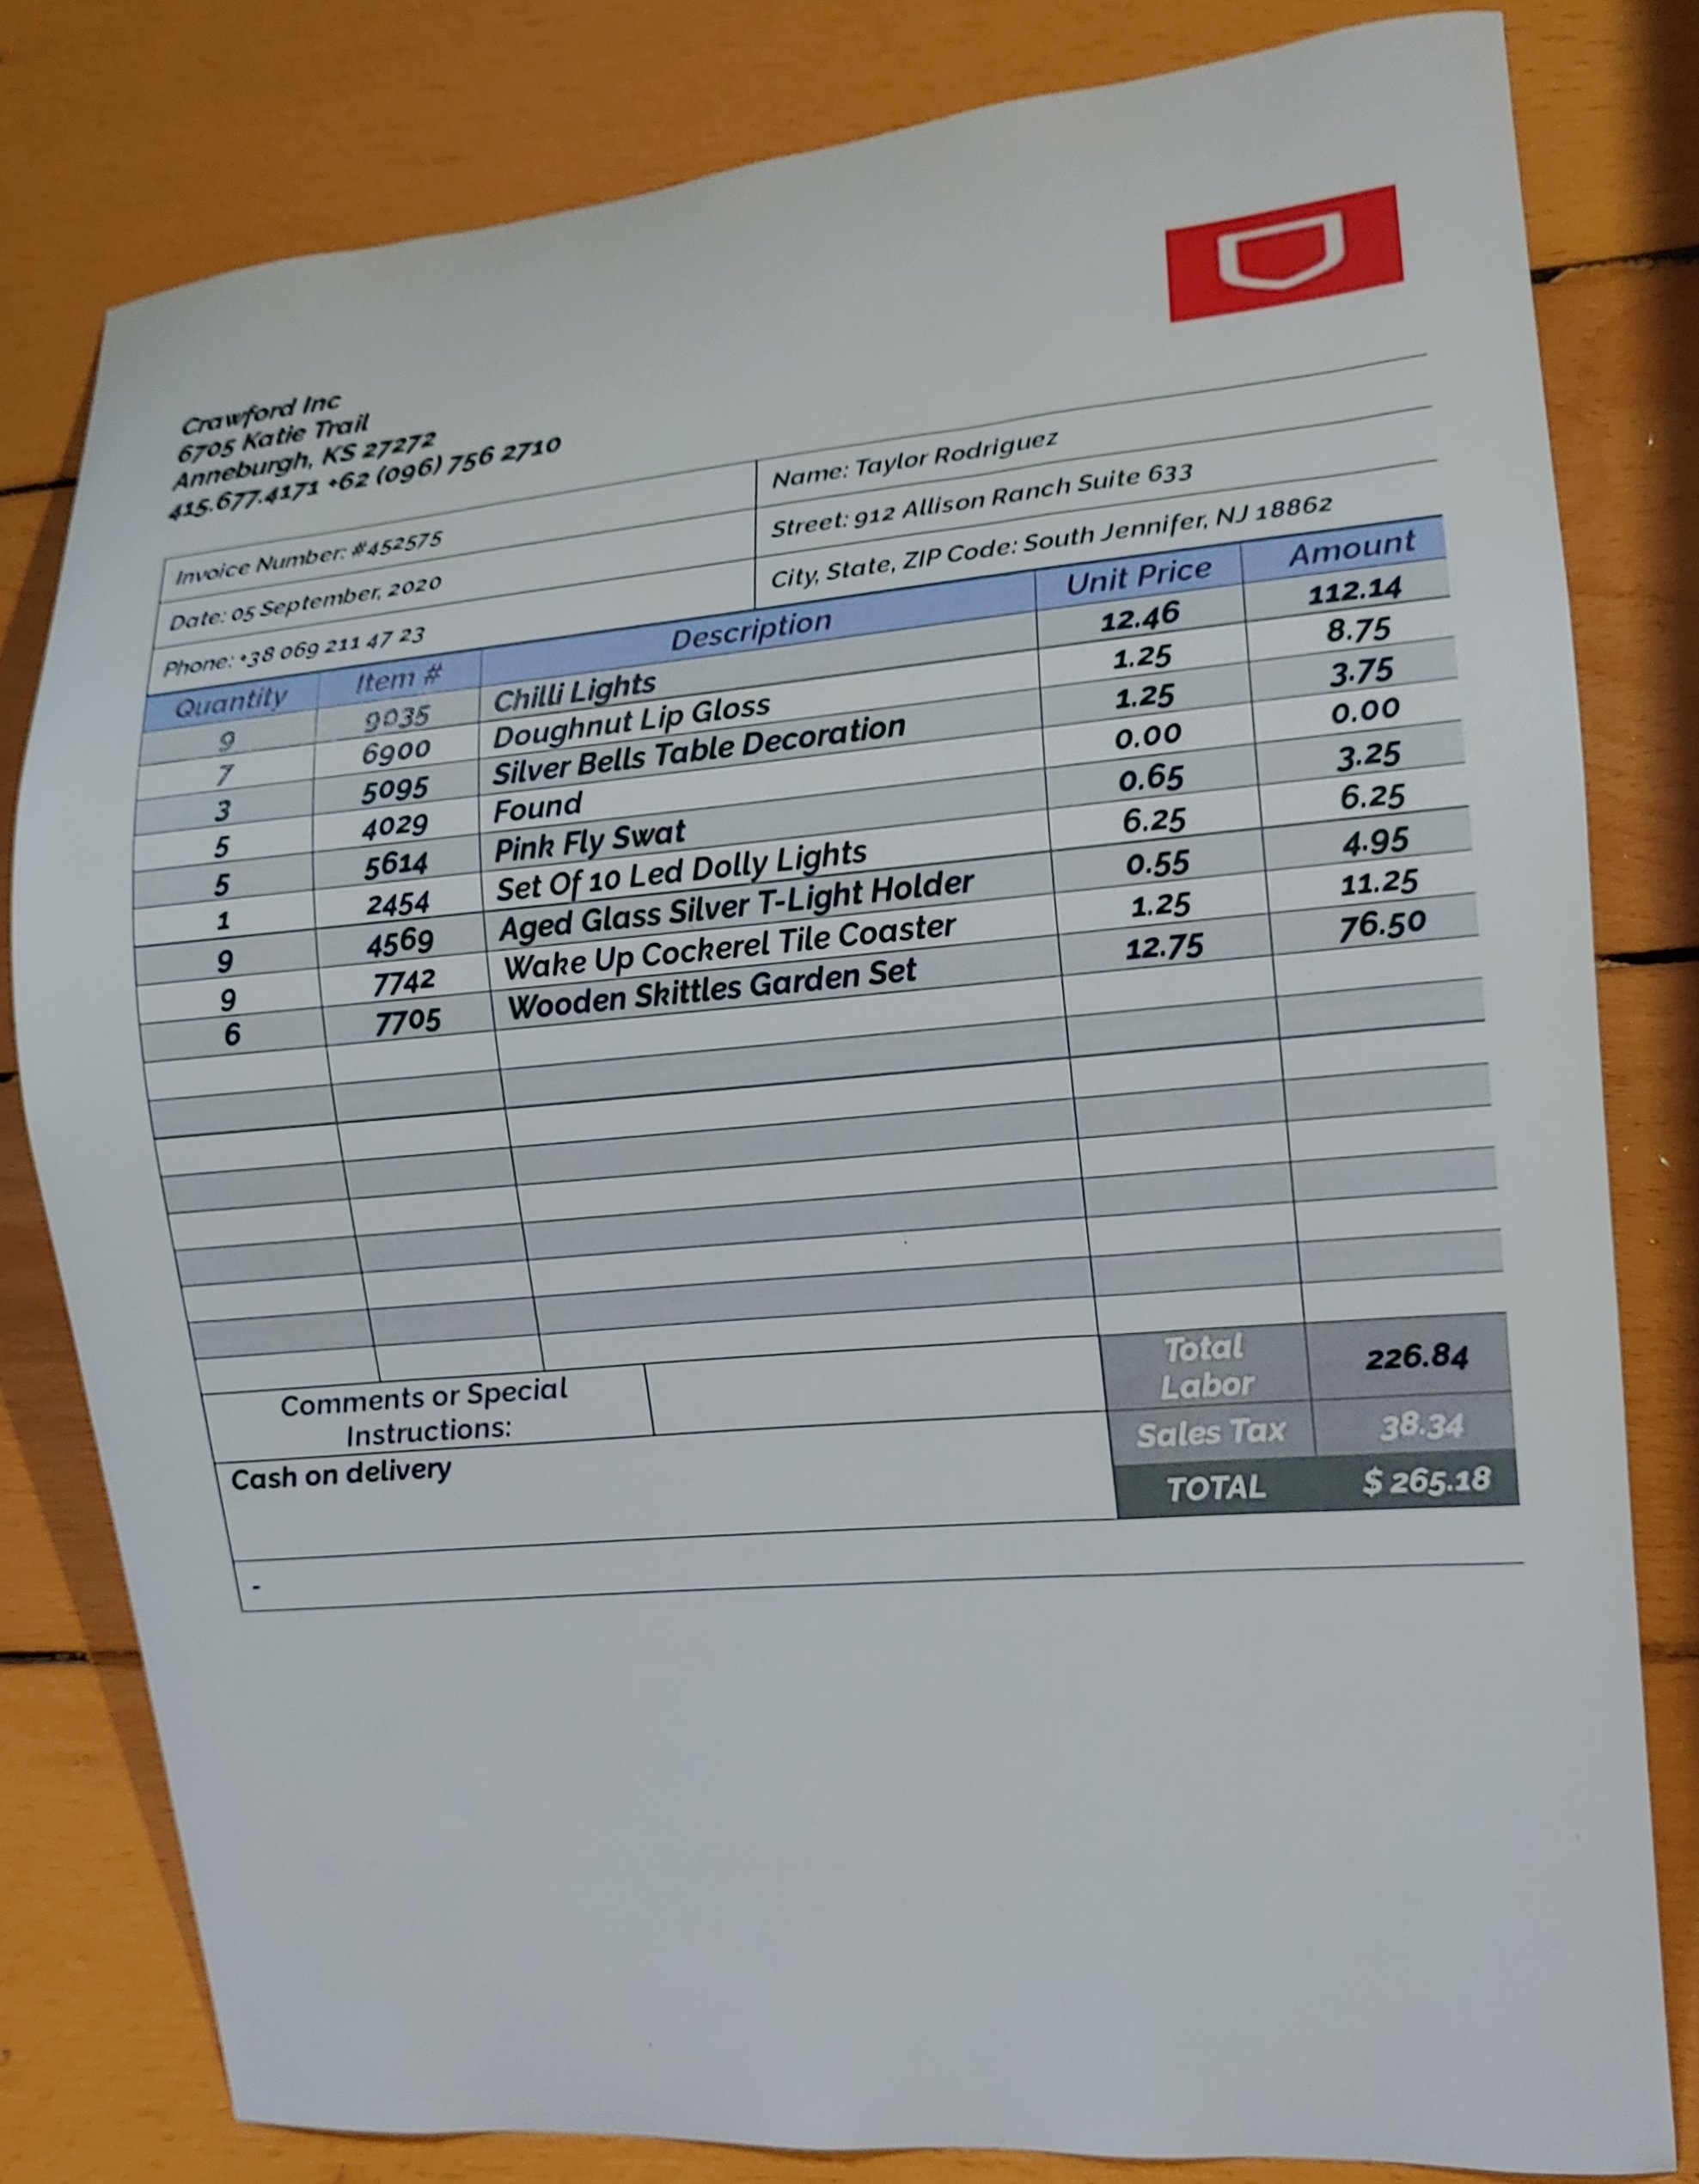 Crawford Inc
6705 Katie Trail
Anneburgh, KS 27272
415.677.4171 +62 (096) 756 2710
Invoice Number: #452575
Name: Taylor Rodriguez
Date: 05 September, 2020
Street: 912 Allison Ranch Suite 633
Phone: +38 069 211 47 23
City, State, ZIP Code: South Jennifer, NJ 18862
Quantity Item # Description Unit Price Amount
9 9035 Chilli Lights 12.46 112.14
7 6900 Doughnut Lip Gloss 1.25 8.75
3 5095 Silver Bells Table Decoration 1.25 3.75
5 4029 Found 0.00 0.00
5 5614 Pink Fly Swat 0.65 3.25
1 2454 Set Of 10 Led Dolly Lights 6.25 6.25
9 4569 Aged Glass Silver T-Light Holder 0.55 4.95
9 7742 Wake Up Cockerel Tile Coaster 1.25 11.25
6 7705 Wooden Skittles Garden Set 12.75 76.50
Comments or Special
Instructions:
Total
Labor
226.84
Sales Tax 38.34
Cash on delivery
TOTAL $ 265.18
-